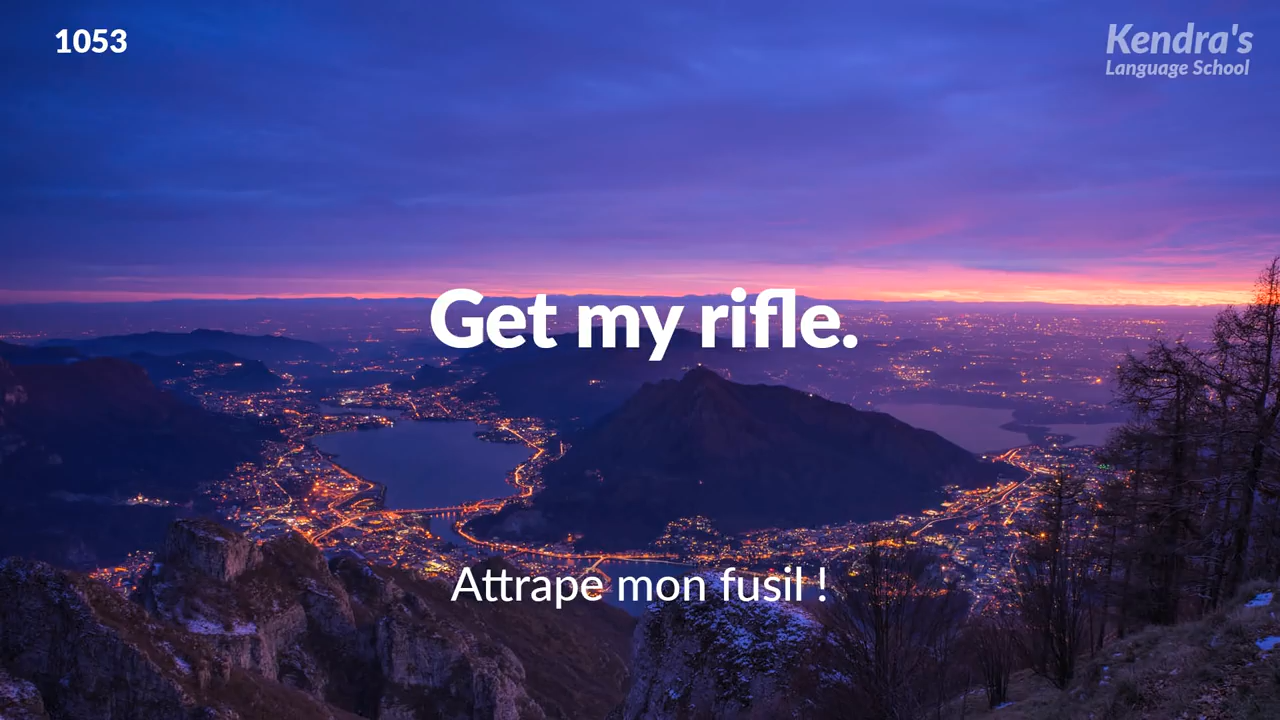 1053
Kendra's
Language School
Get my rifle.
Attrape mon fusil !